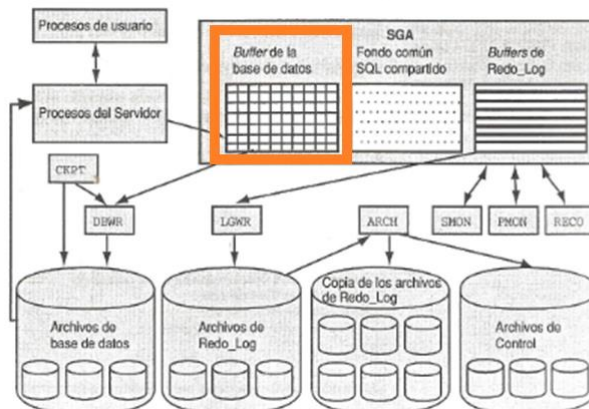 Procesos de usuario
SGA
Buffer de la
base de datos
Fondo común
SQL compartido
Buffers de
Redo_Log
Procesos del Servidor
CKPT
DBWR
LGWR
ARCH
SMON
PMON
RECO
Archivos de
base de datos
Archivos de
Redo_Log
Copia de los archivos
de Redo_Log
Archivos de
Control